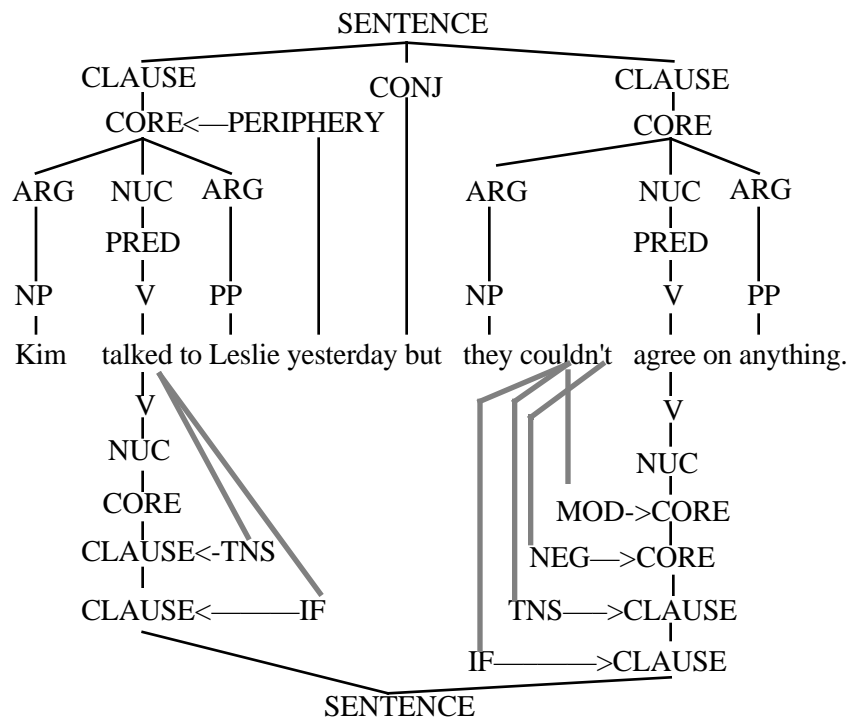 SENTENCE
CLAUSE CONJ CLAUSE
CORE<—PERIPHERY CORE
ARG NUC ARG ARG NUC ARG
PRED PRED
NP V PP NP V PP
Kim talked to Leslie yesterday but they couldn't agree on anything.
V V
NUC NUC
CORE MOD->CORE
CLAUSE<-TNS NEG—>CORE
CLAUSE<———IF TNS—–>CLAUSE
IF————>CLAUSE
SENTENCE